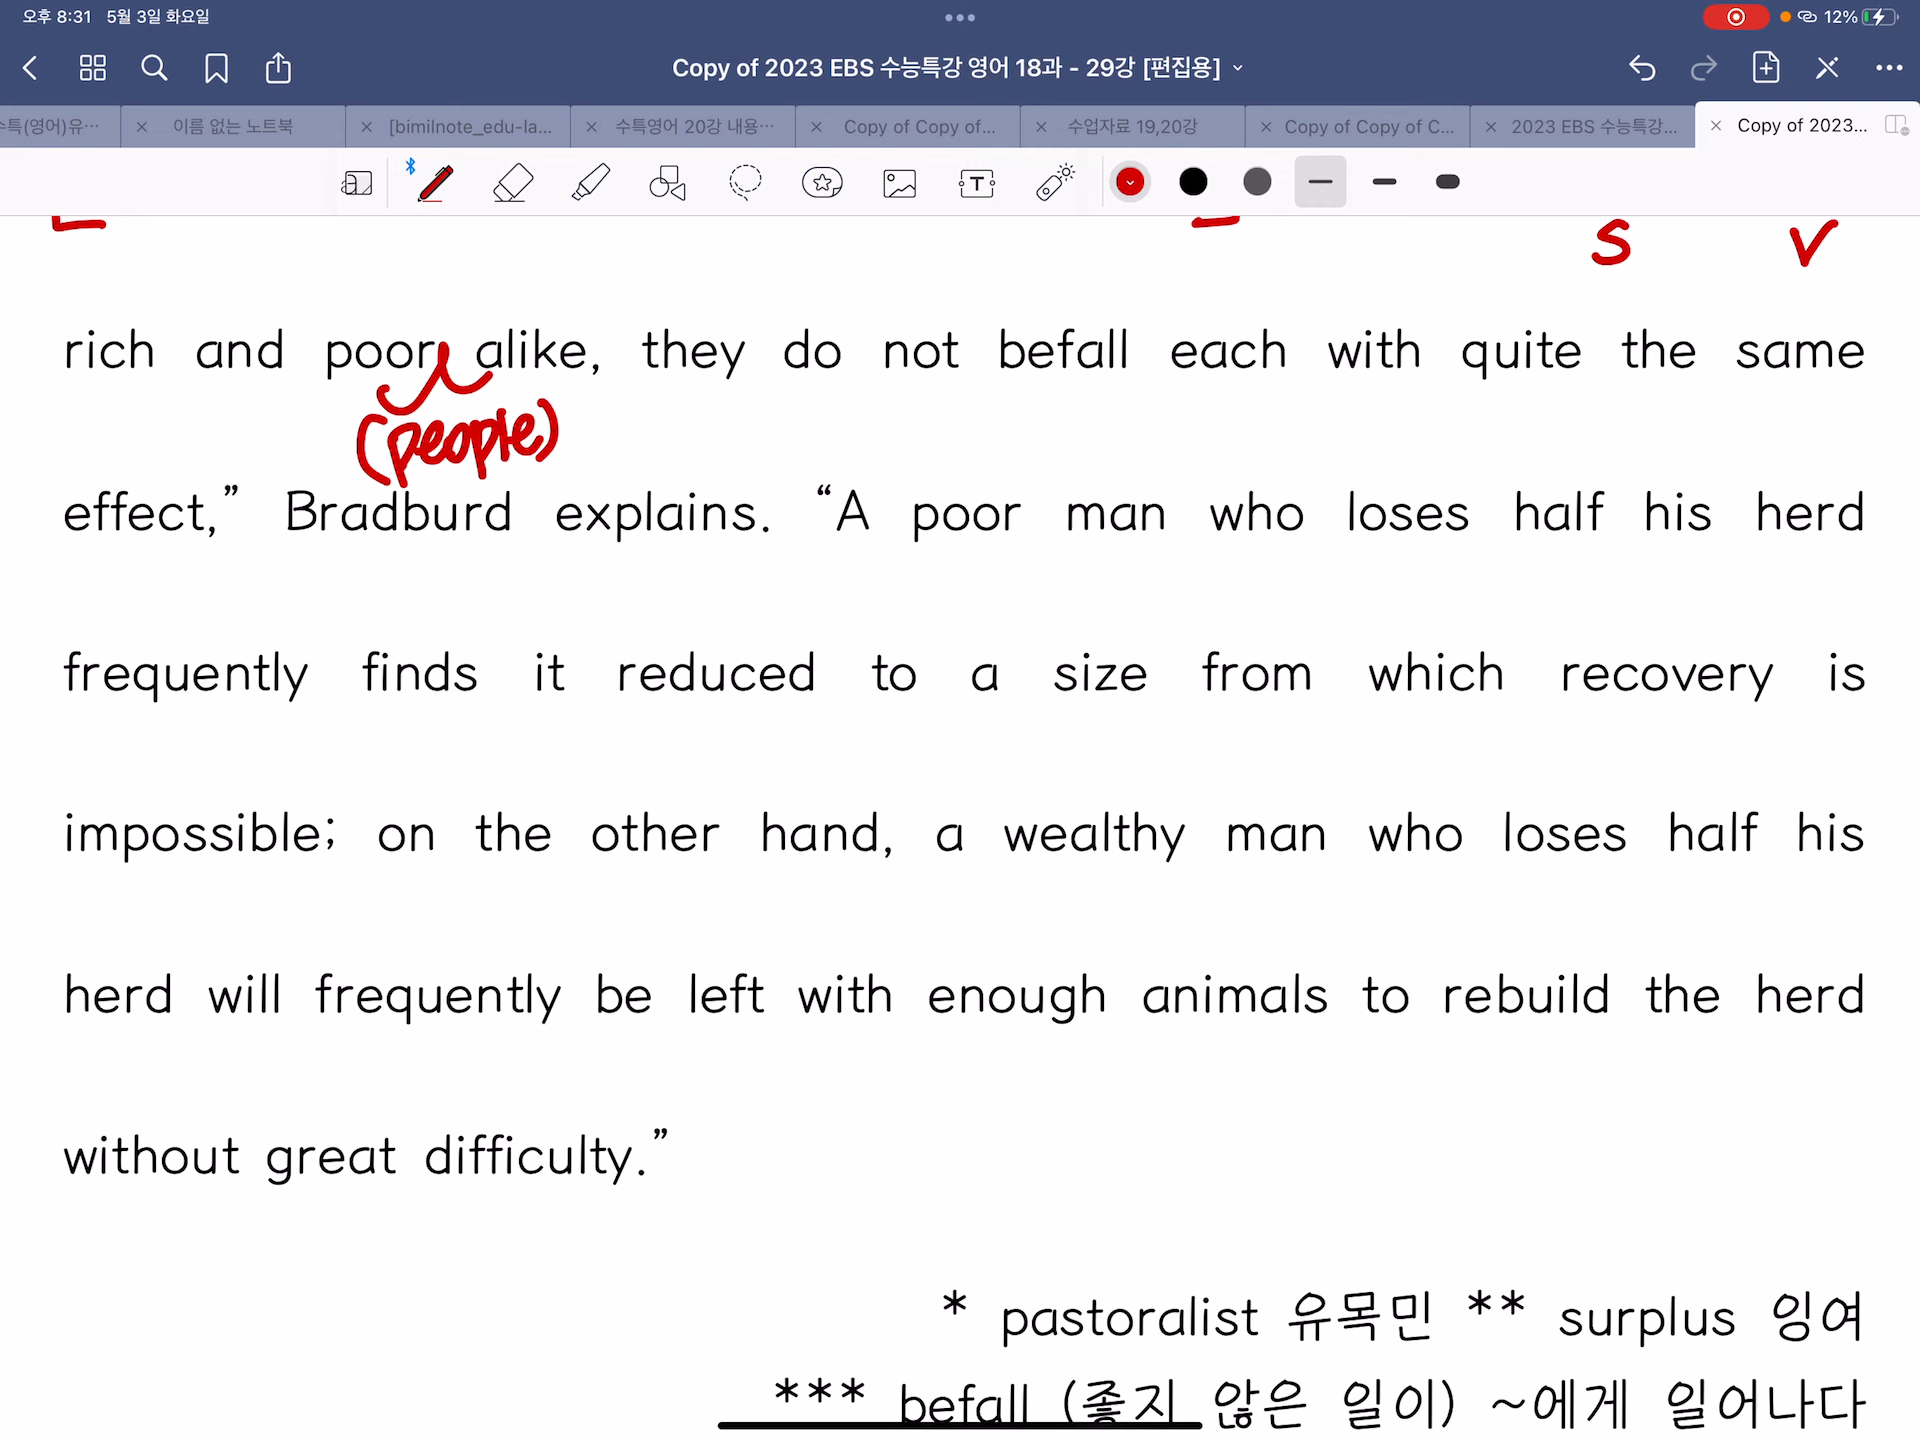 오후 8:31 5월 3일 화요일
12%
Copy of 2023 EBS 수능특강 영어 18과 - 29강 [편집용]
수특(영어)유… × 이름 없는 노트북 × [bimilnote_edu-la... × 수특영어 20강 내용… × Copy of Copy of... × 수업자료 19,20강 × Copy of Copy of C... × 2023 EBS 수능특강... × Copy of 2023...
S V
rich and poor alike, they do not befall each with quite the same
(people)
effect,” Bradburd explains. “A poor man who loses half his herd
frequently finds it reduced to a size from which recovery is
impossible; on the other hand, a wealthy man who loses half his
herd will frequently be left with enough animals to rebuild the herd
without great difficulty.”
* pastoralist 유목민 ** surplus 잉여
*** befall (좋지 않은 일이) ~에게 일어나다